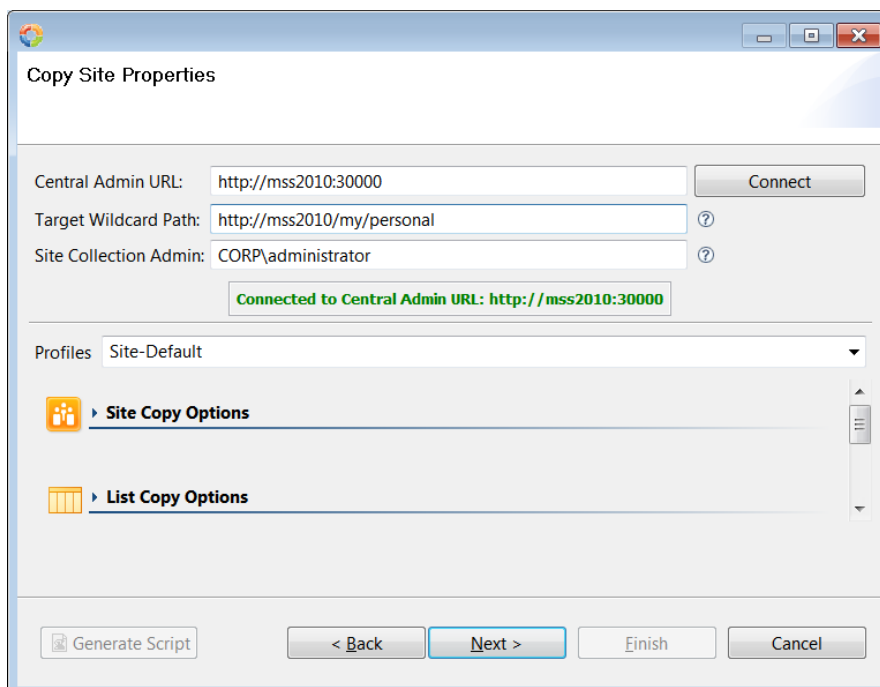 Copy Site Properties
Central Admin URL: http://mss2010:30000 Connect
Target Wildcard Path: http://mss2010/my/personal ?
Site Collection Admin: CORP\administrator ?
Connected to Central Admin URL: http://mss2010:30000
Profiles Site-Default
Site Copy Options
List Copy Options
Generate Script < Back Next > Finish Cancel